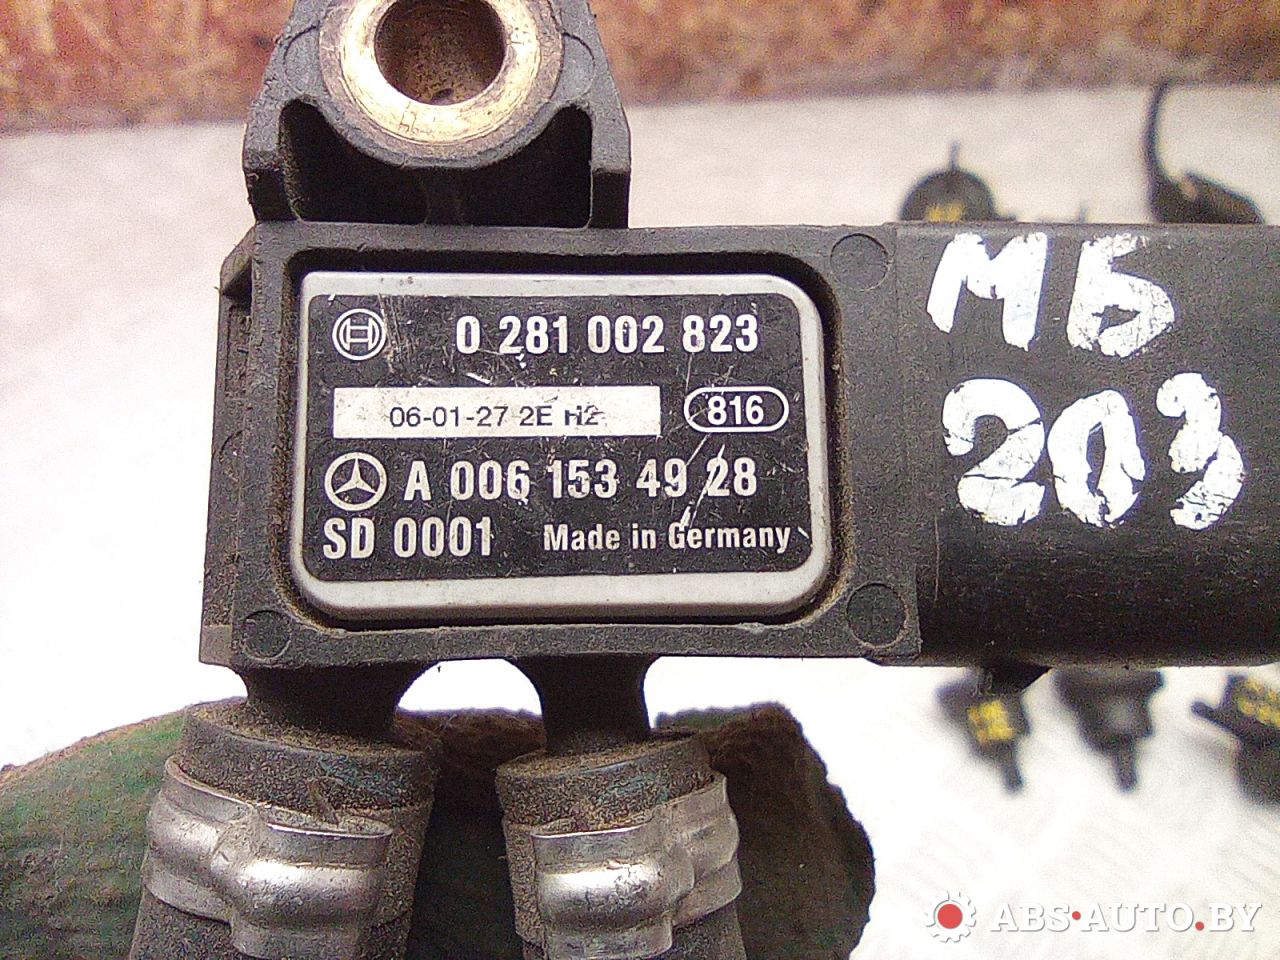 0 281 002 823
06-01-27 2E H2
816
A 006 153 49 28
SD 0001 Made in Germany
МБ
203
ABS·AUTO.BY